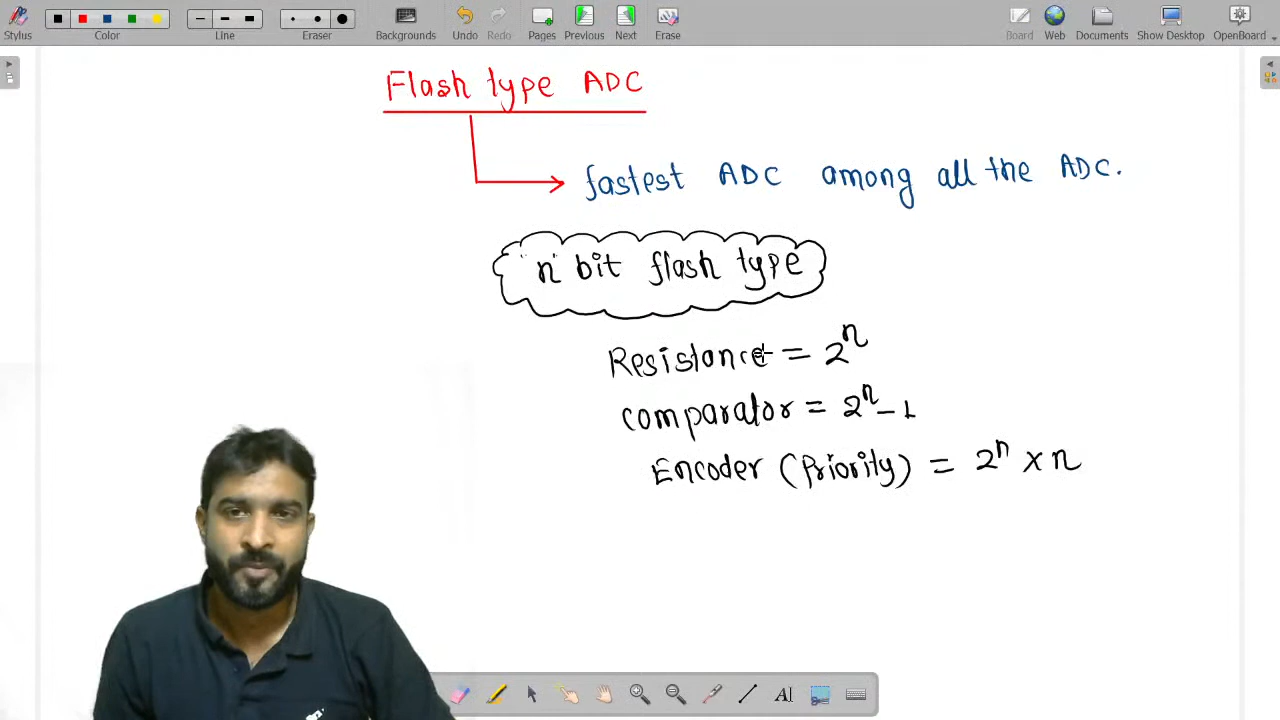 Stylus Color Line Eraser Backgrounds Undo Redo Pages Previous Next Erase Board Web Documents Show Desktop OpenBoard
Flash type ADC
fastest ADC among all the ADC.
"n" bit flash type
Resistance = 2^n
comparator = 2^n - 1
Encoder (Priority) = 2^n × n
AI